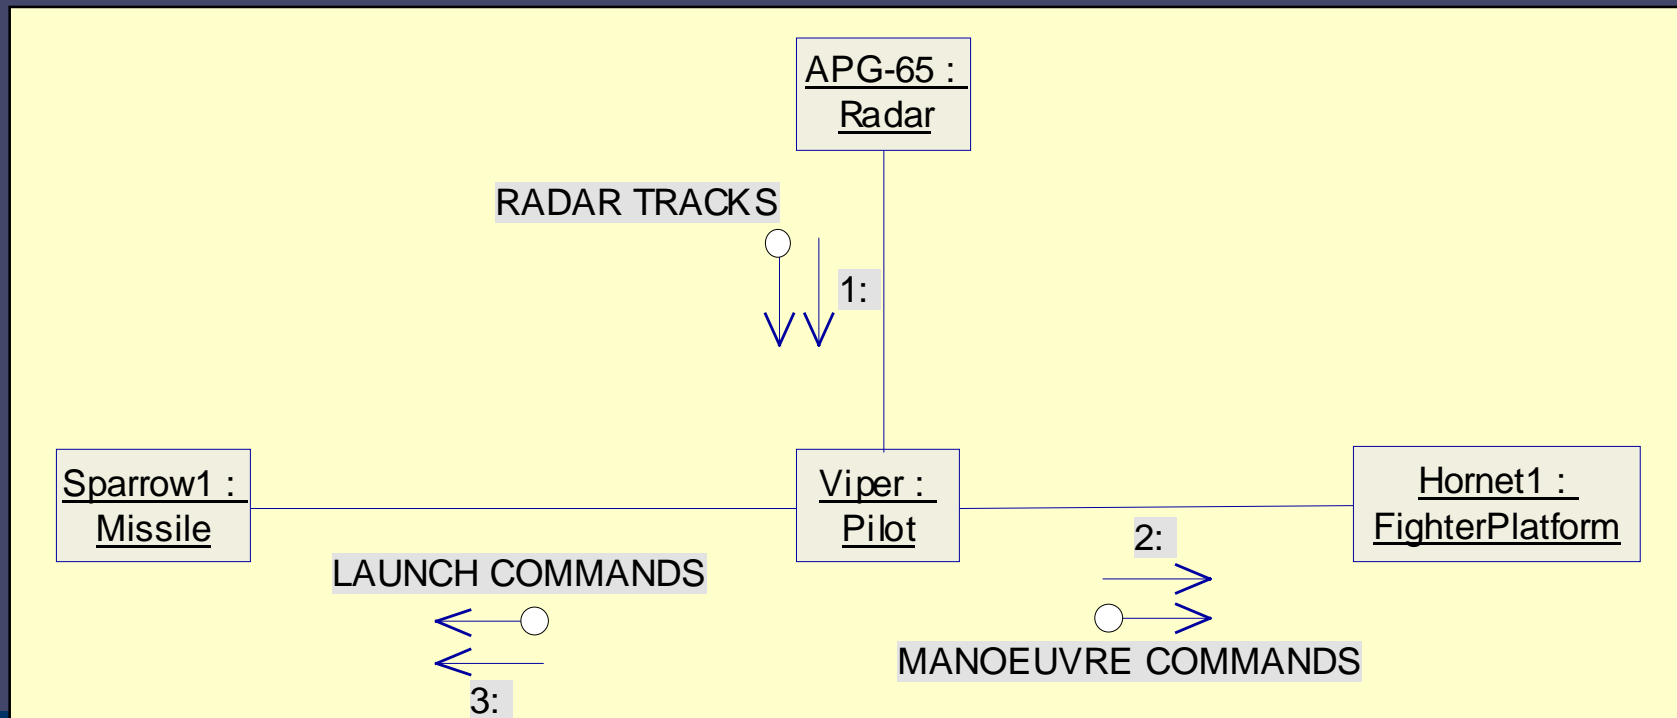 APG-65 :
Radar
RADAR TRACKS
1:
Sparrow1 :
Missile
Viper :
Pilot
Hornet1 :
FighterPlatform
2:
LAUNCH COMMANDS
MANOEUVRE COMMANDS
3: